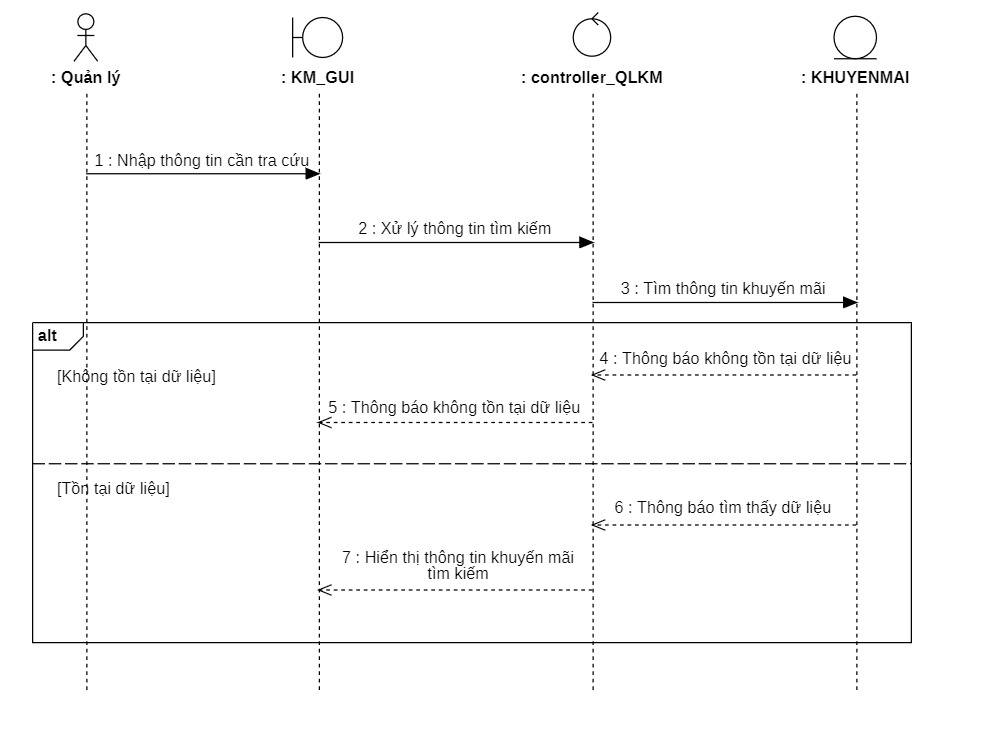 : Quản lý
: KM_GUI
: controller_QLKM
: KHUYENMAI
1 : Nhập thông tin cần tra cứu
2 : Xử lý thông tin tìm kiếm
3 : Tìm thông tin khuyến mãi
alt
4 : Thông báo không tồn tại dữ liệu
[Không tồn tại dữ liệu]
5 : Thông báo không tồn tại dữ liệu
[Tồn tại dữ liệu]
6 : Thông báo tìm thấy dữ liệu
7 : Hiển thị thông tin khuyến mãi
tìm kiếm